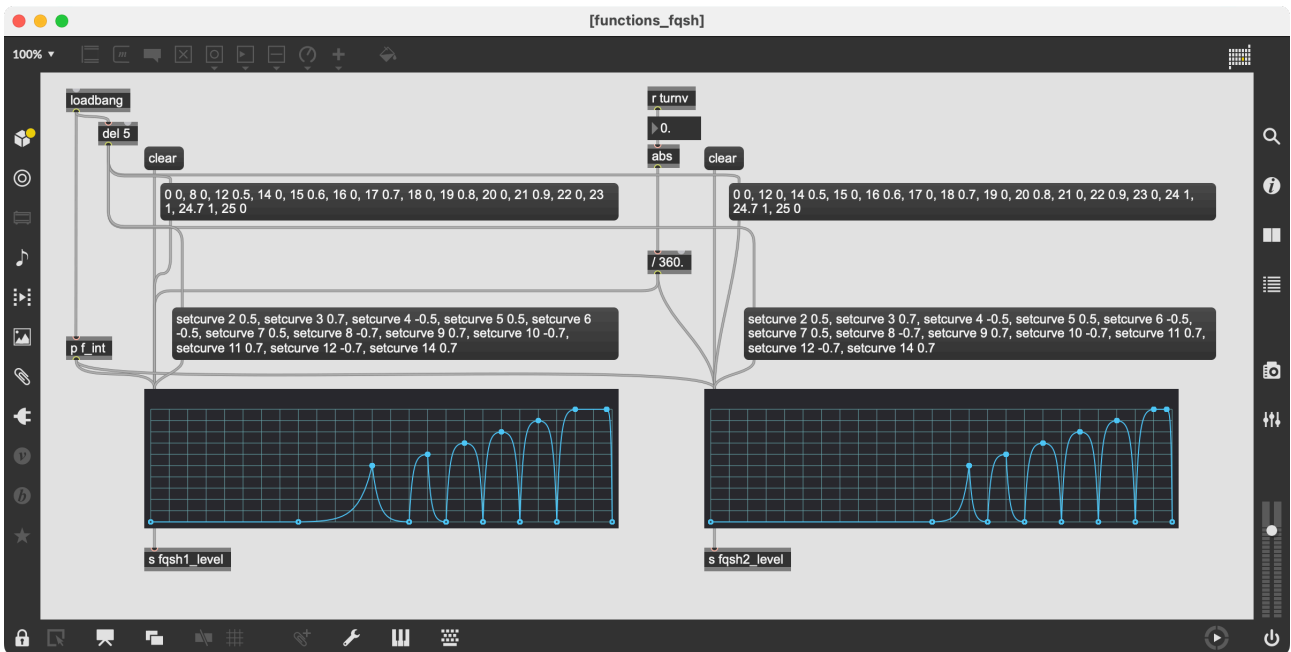 [functions_fqsh]
100%
loadbang
r turnv
del 5
0.
clear
abs
clear
0 0, 8 0, 12 0.5, 14 0, 15 0.6, 16 0, 17 0.7, 18 0, 19 0.8, 20 0, 21 0.9, 22 0, 23
1, 24.7 1, 25 0
0 0, 12 0, 14 0.5, 15 0, 16 0.6, 17 0, 18 0.7, 19 0, 20 0.8, 21 0, 22 0.9, 23 0, 24 1,
24.7 1, 25 0
/ 360.
setcurve 2 0.5, setcurve 3 0.7, setcurve 4 -0.5, setcurve 5 0.5, setcurve 6
-0.5, setcurve 7 0.5, setcurve 8 -0.7, setcurve 9 0.7, setcurve 10 -0.7,
setcurve 11 0.7, setcurve 12 -0.7, setcurve 14 0.7
setcurve 2 0.5, setcurve 3 0.7, setcurve 4 -0.5, setcurve 5 0.5, setcurve 6 -0.5,
setcurve 7 0.5, setcurve 8 -0.7, setcurve 9 0.7, setcurve 10 -0.7, setcurve 11 0.7,
setcurve 12 -0.7, setcurve 14 0.7
p f_int
s fqsh1_level
s fqsh2_level